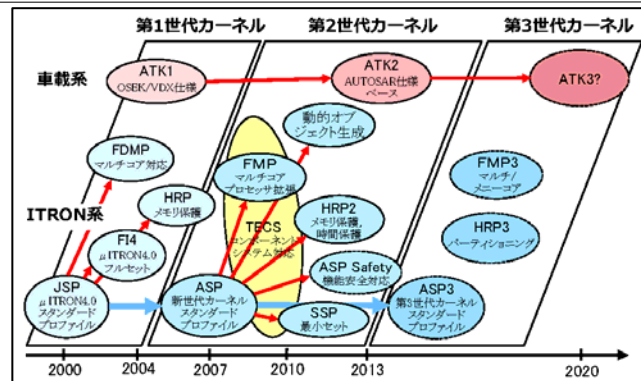 第1世代カーネル
第2世代カーネル
第3世代カーネル
車載系
ATK1
OSEK/VDX仕様
ATK2
AUTOSAR仕様
ベース
ATK3?
FDMP
マルチコア対応
動的オブ
ジェクト生成
FMP
マルチコア
プロセッサ拡張
FMP3
マルチ/
メニーコア
ITRON系
HRP
メモリ保護
HRP2
メモリ保護,
時間保護
HRP3
パーティショニング
TECS
コンポーネント
システム対応
FI4
μITRON4.0
フルセット
ASP Safety
機能安全対応
JSP
μITRON4.0
スタンダード
プロファイル
ASP
新世代カーネル
スタンダード
プロファイル
SSP
最小セット
ASP3
第3世代カーネル
スタンダード
プロファイル
2000
2004
2007
2010
2013
2020